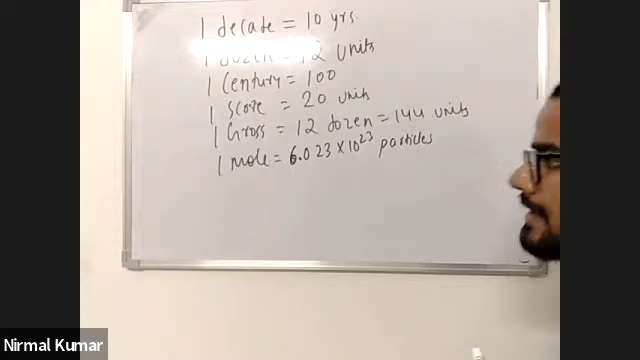 1 decade = 10 yrs.
1 dozen = 12 units
1 Century = 100
1 Score = 20 units
1 Gross = 12 dozen = 144 units
1 mole = 6.023 × 10²³ particles
Nirmal Kumar